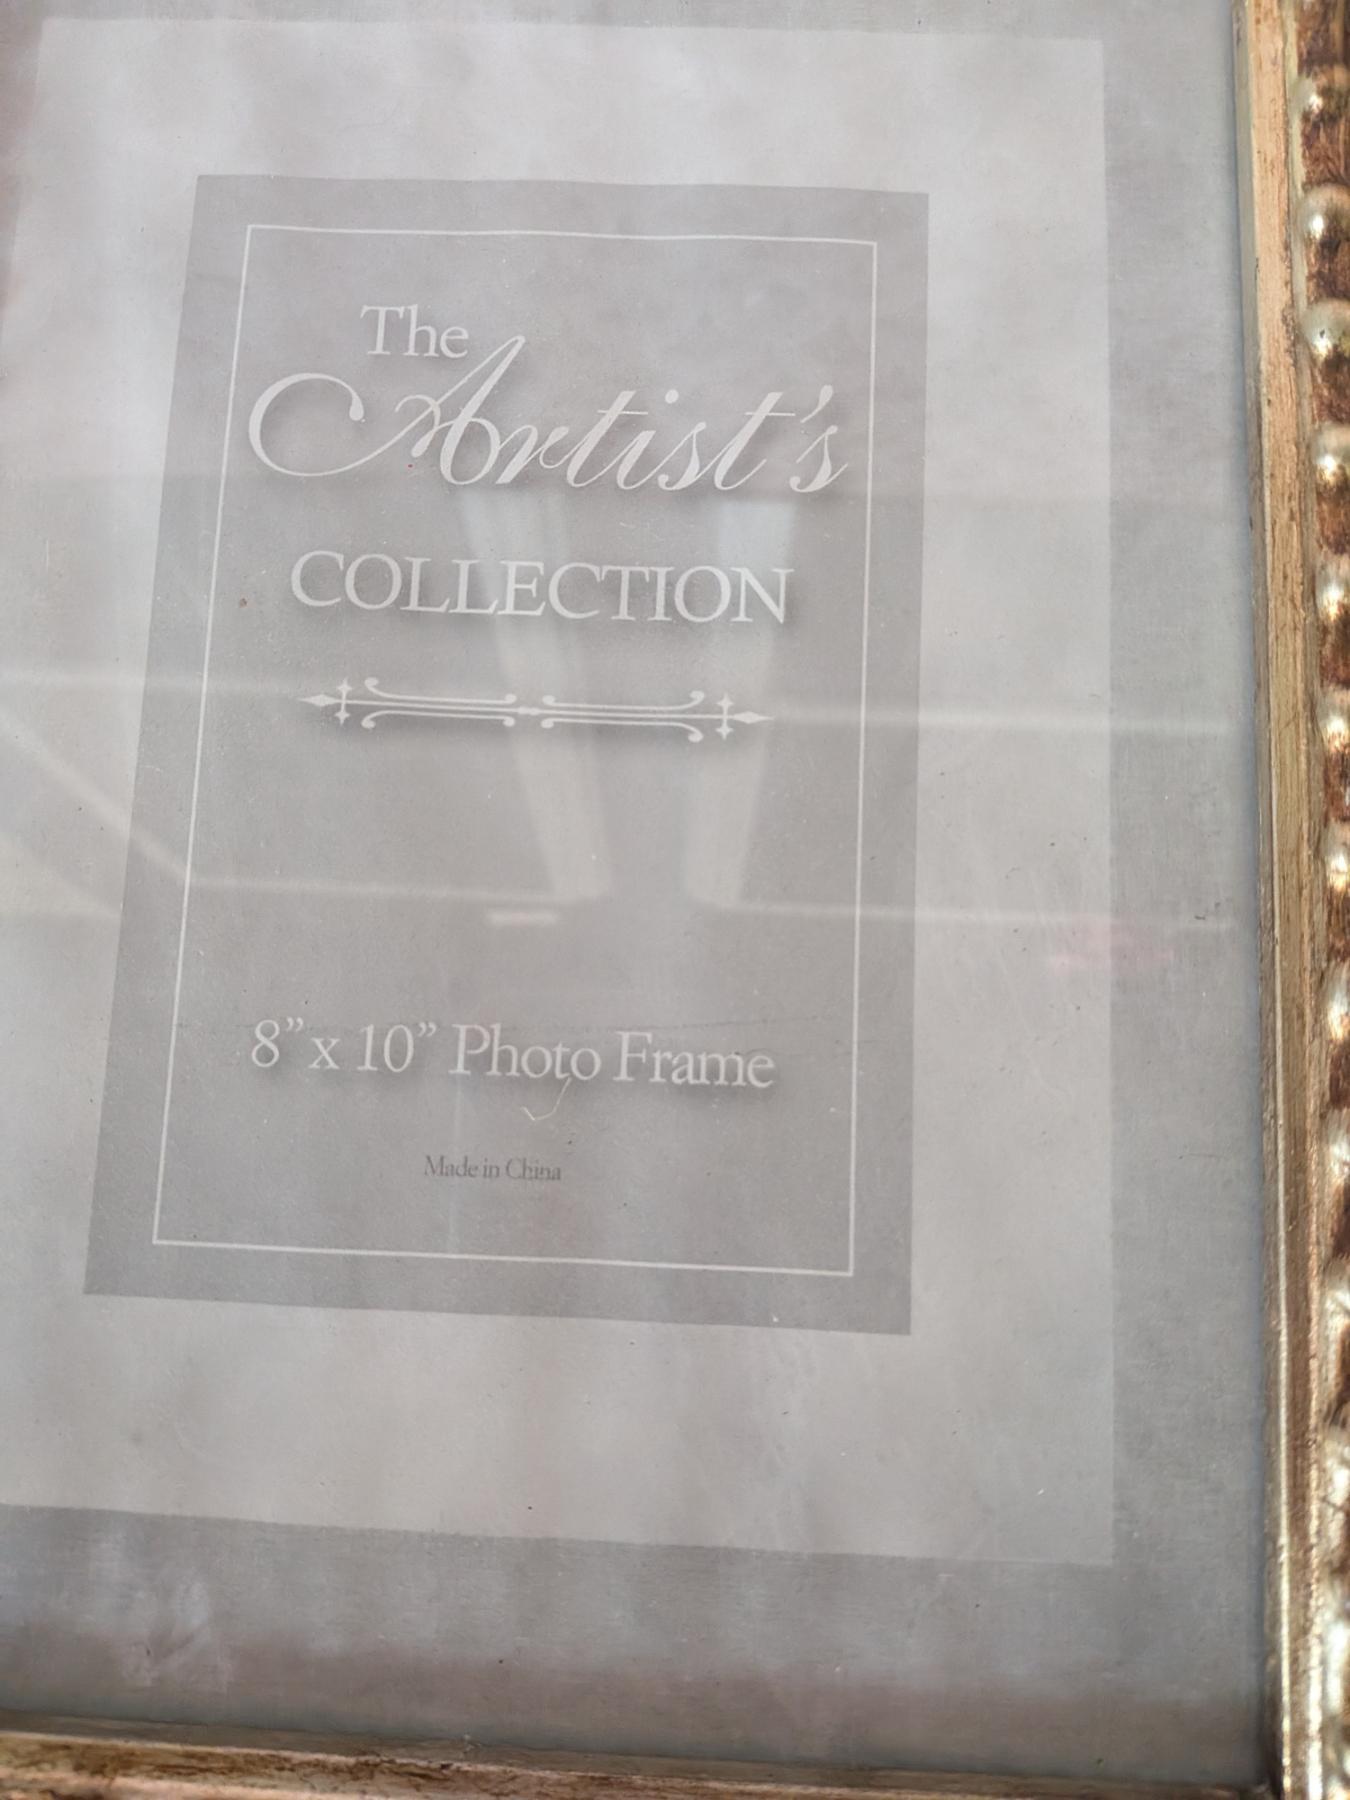 The
Artist's
COLLECTION
8” x 10” Photo Frame
Made in China